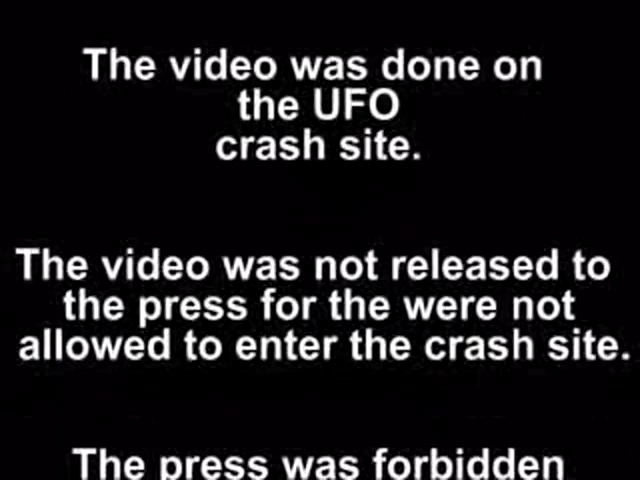 The video was done on
the UFO
crash site.
The video was not released to
the press for the were not
allowed to enter the crash site.
The press was forbidden